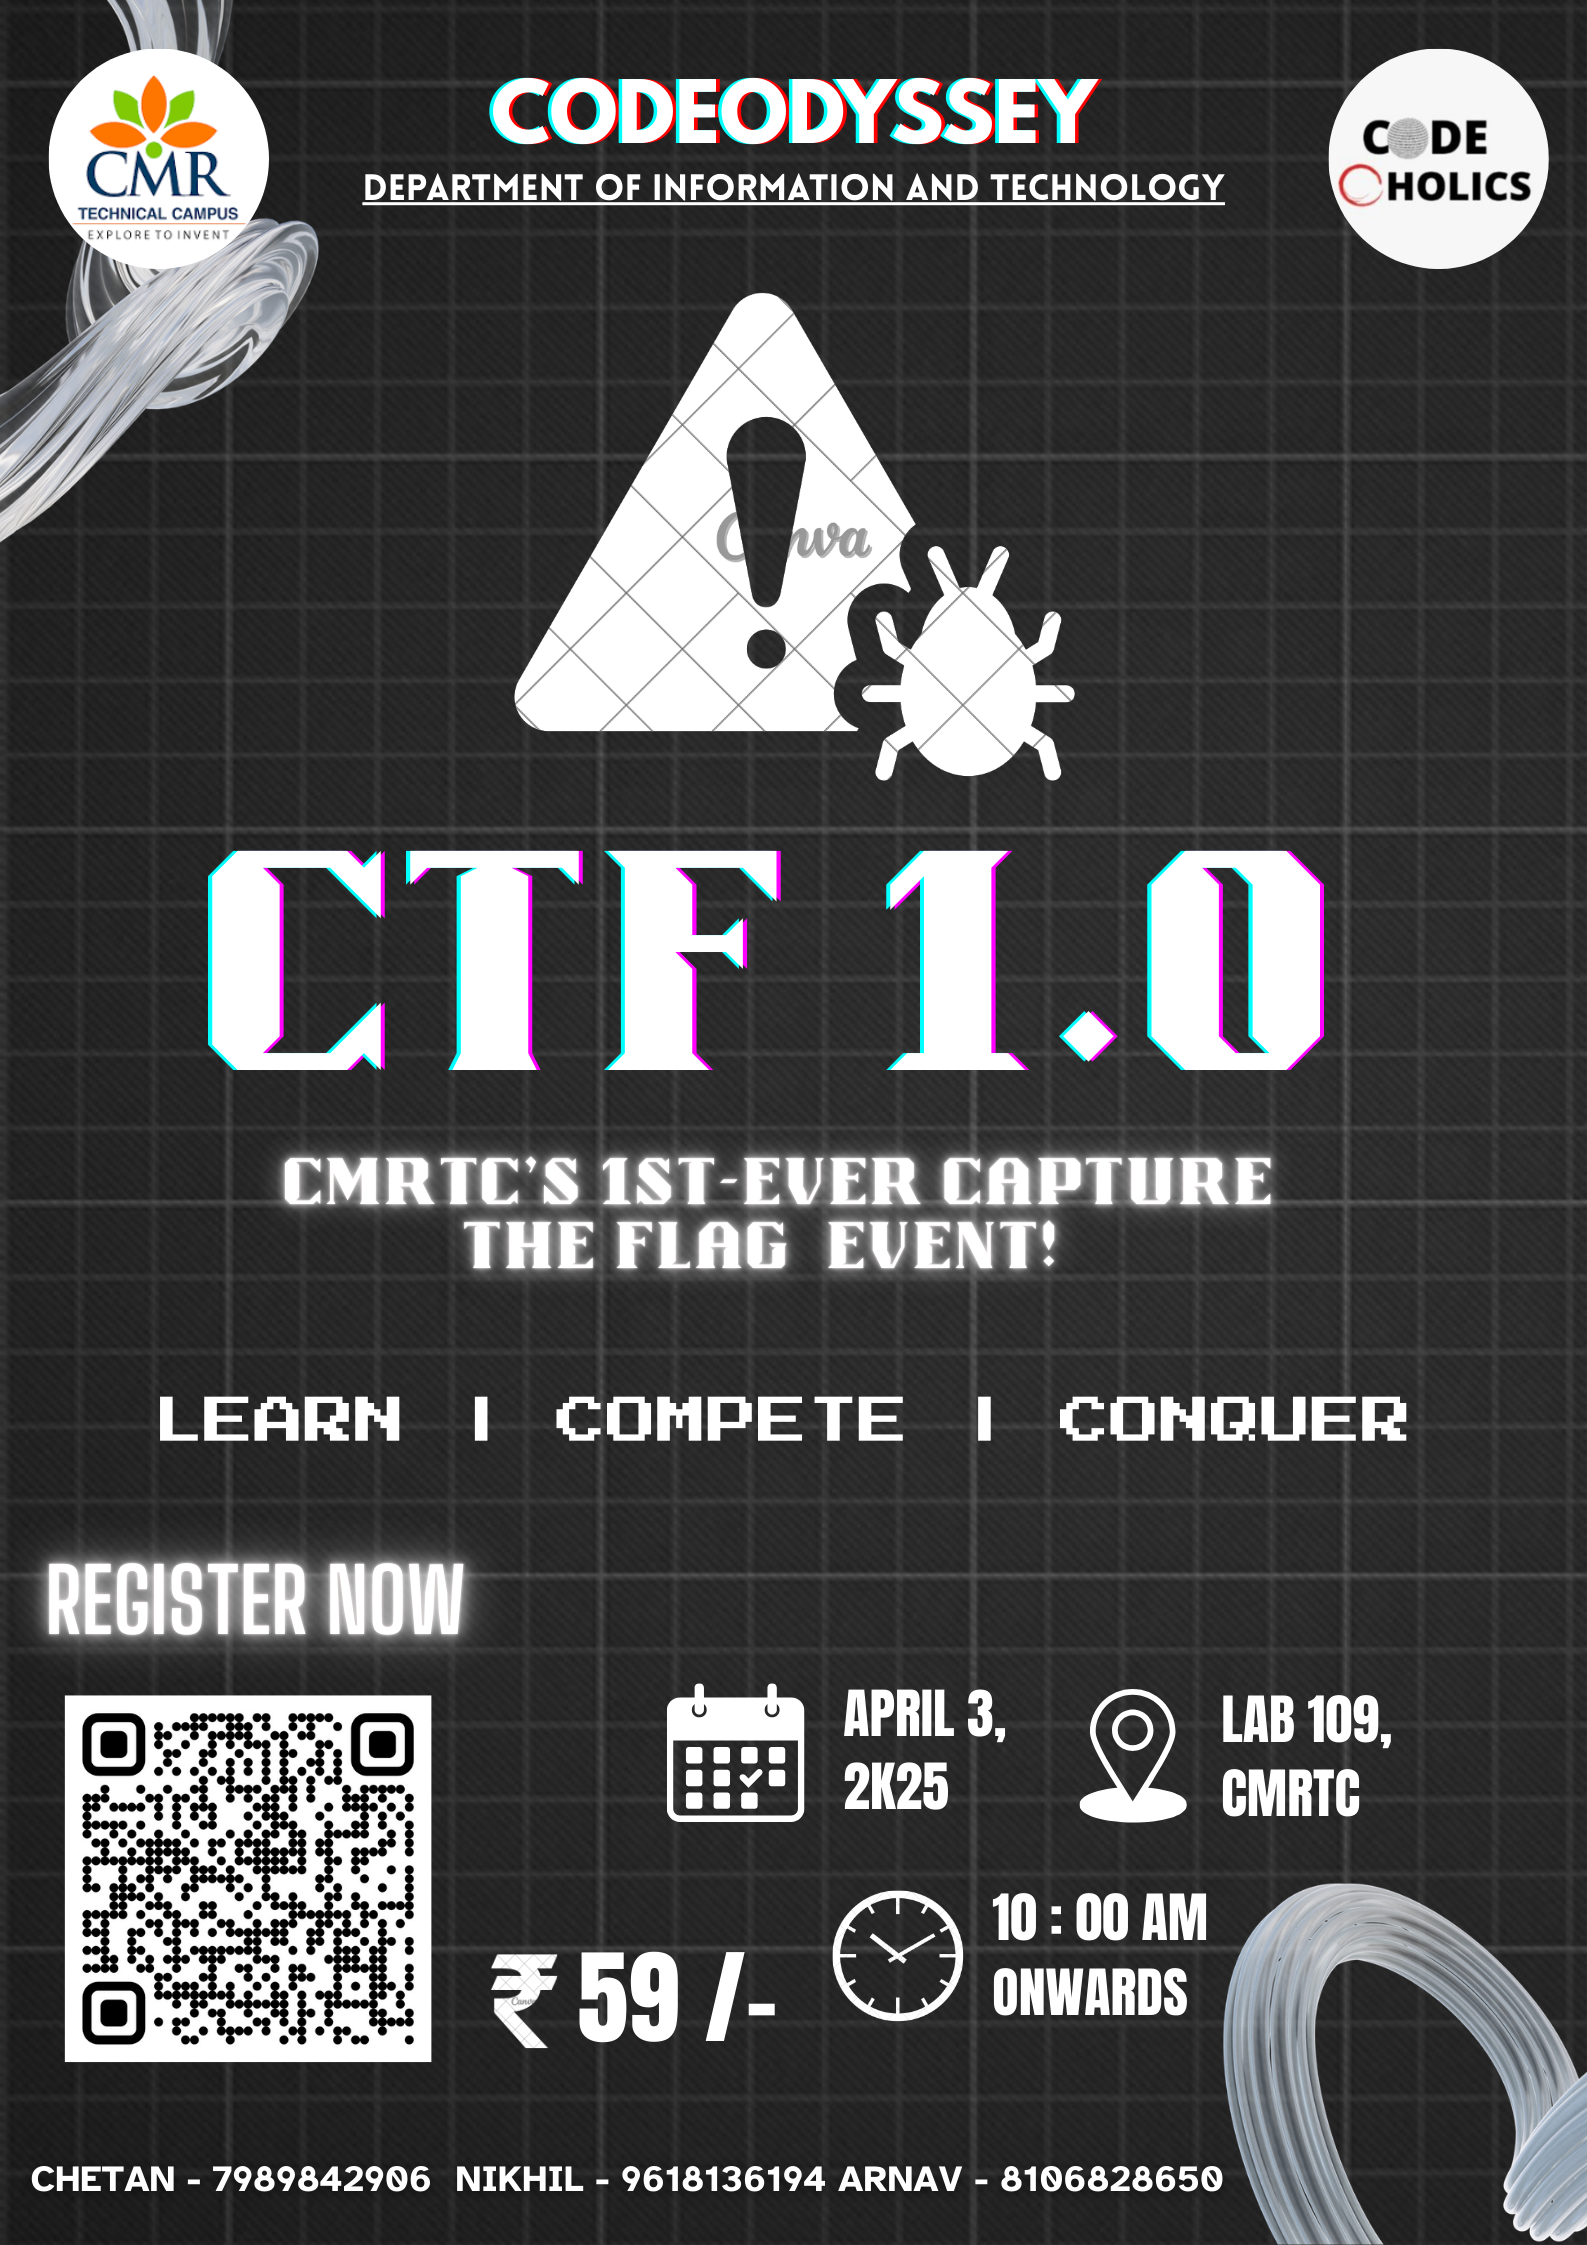 CMR
TECHNICAL CAMPUS
EXPLORE TO INVENT
CODEODYSSEY
DEPARTMENT OF INFORMATION AND TECHNOLOGY
CODE
HOLICS
Canva
CTF 1.0
CMRTC'S 1ST-EVER CAPTURE
THE FLAG EVENT!
LEARN | COMPETE | CONQUER
REGISTER NOW
APRIL 3,
2K25
LAB 109,
CMRTC
10 : 00 AM
ONWARDS
₹ 59 /-
Canva
CHETAN - 7989842906 NIKHIL - 9618136194 ARNAV - 8106828650